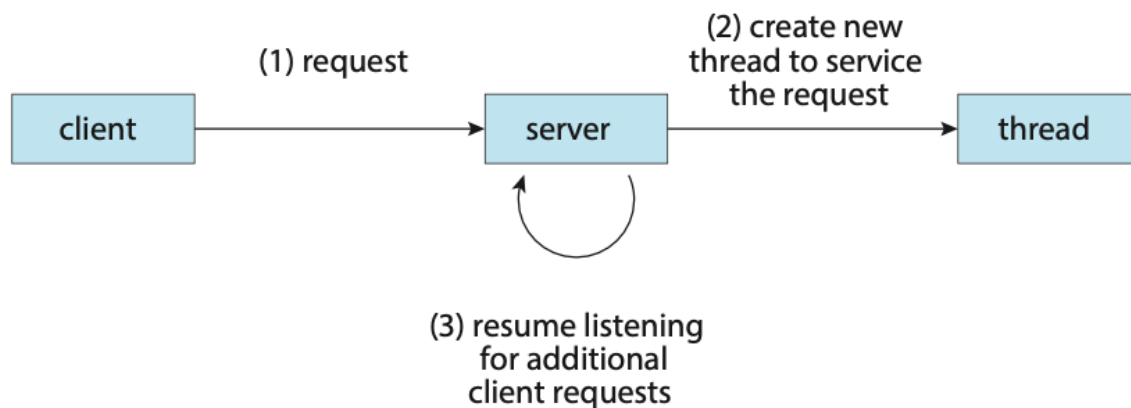 (1) request
(2) create new
thread to service
the request
client
server
thread
(3) resume listening
for additional
client requests